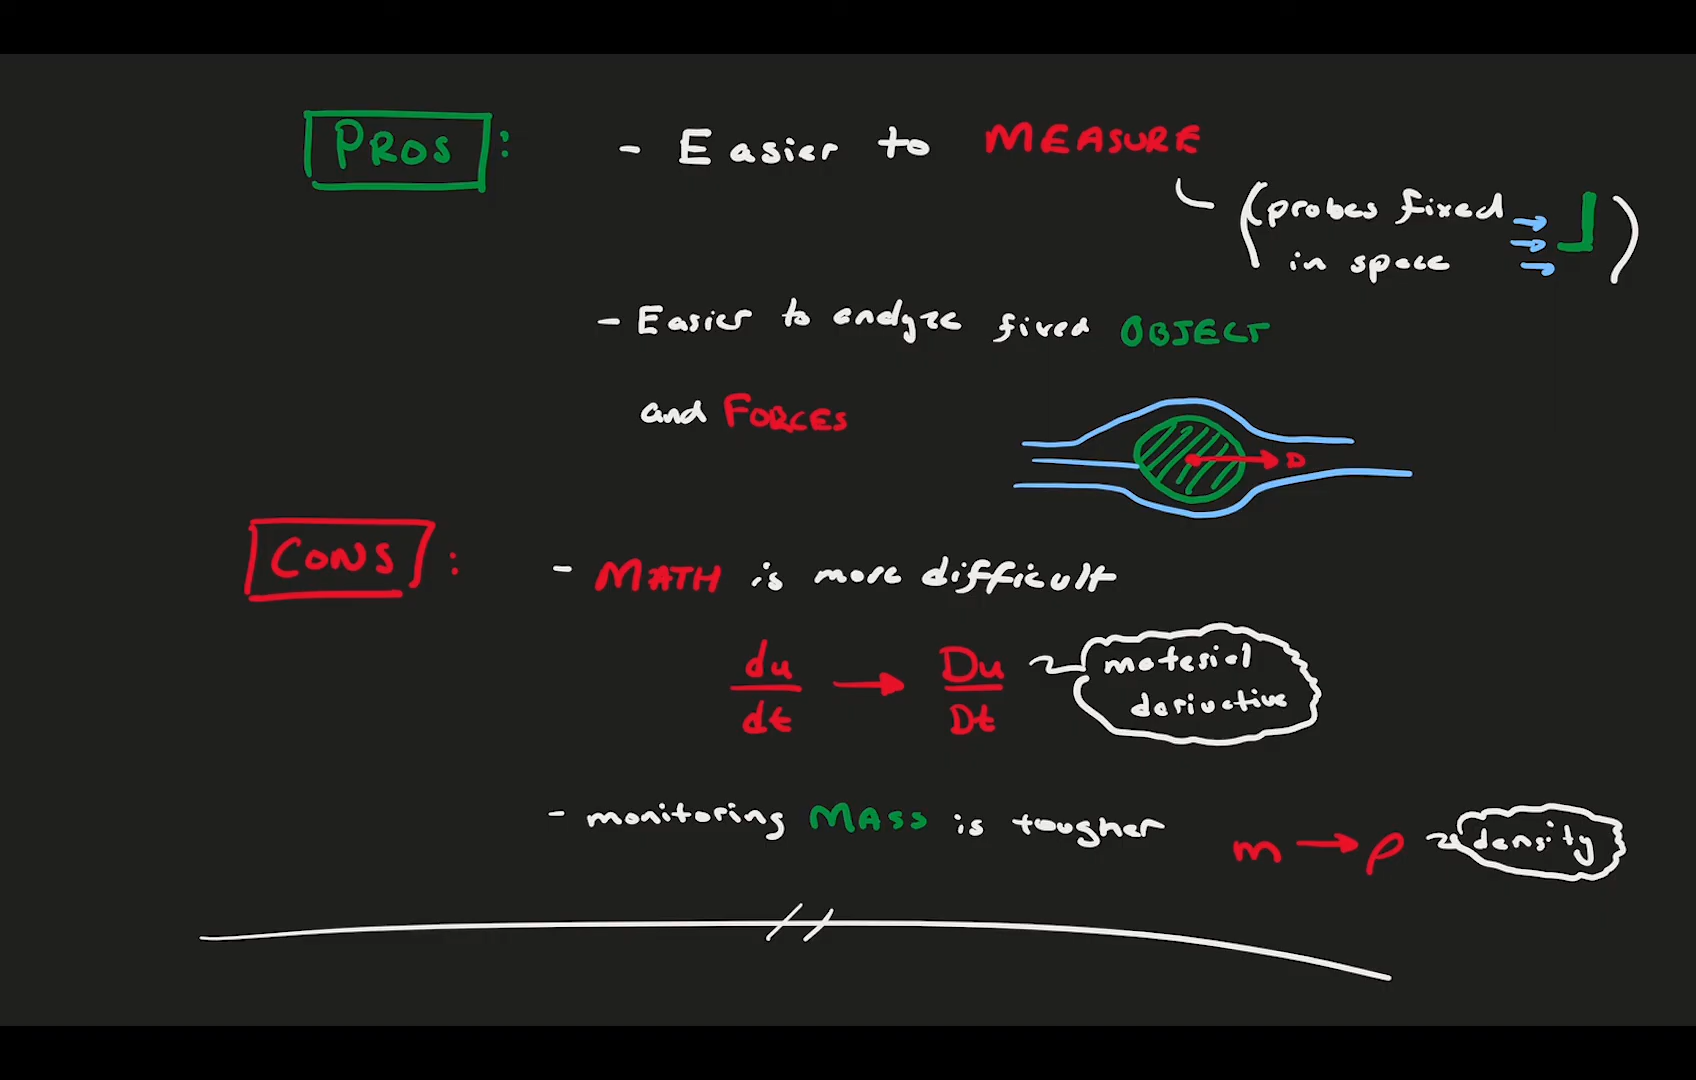 PROS : - Easier to MEASURE
(probes fixed
in space)
- Easier to analyze fixed OBJECT
and FORCES
D
CONS : - MATH is more difficult
du/dt → Du/Dt ~ material
derivative
- monitoring MASS is tougher
m → ρ ~ density